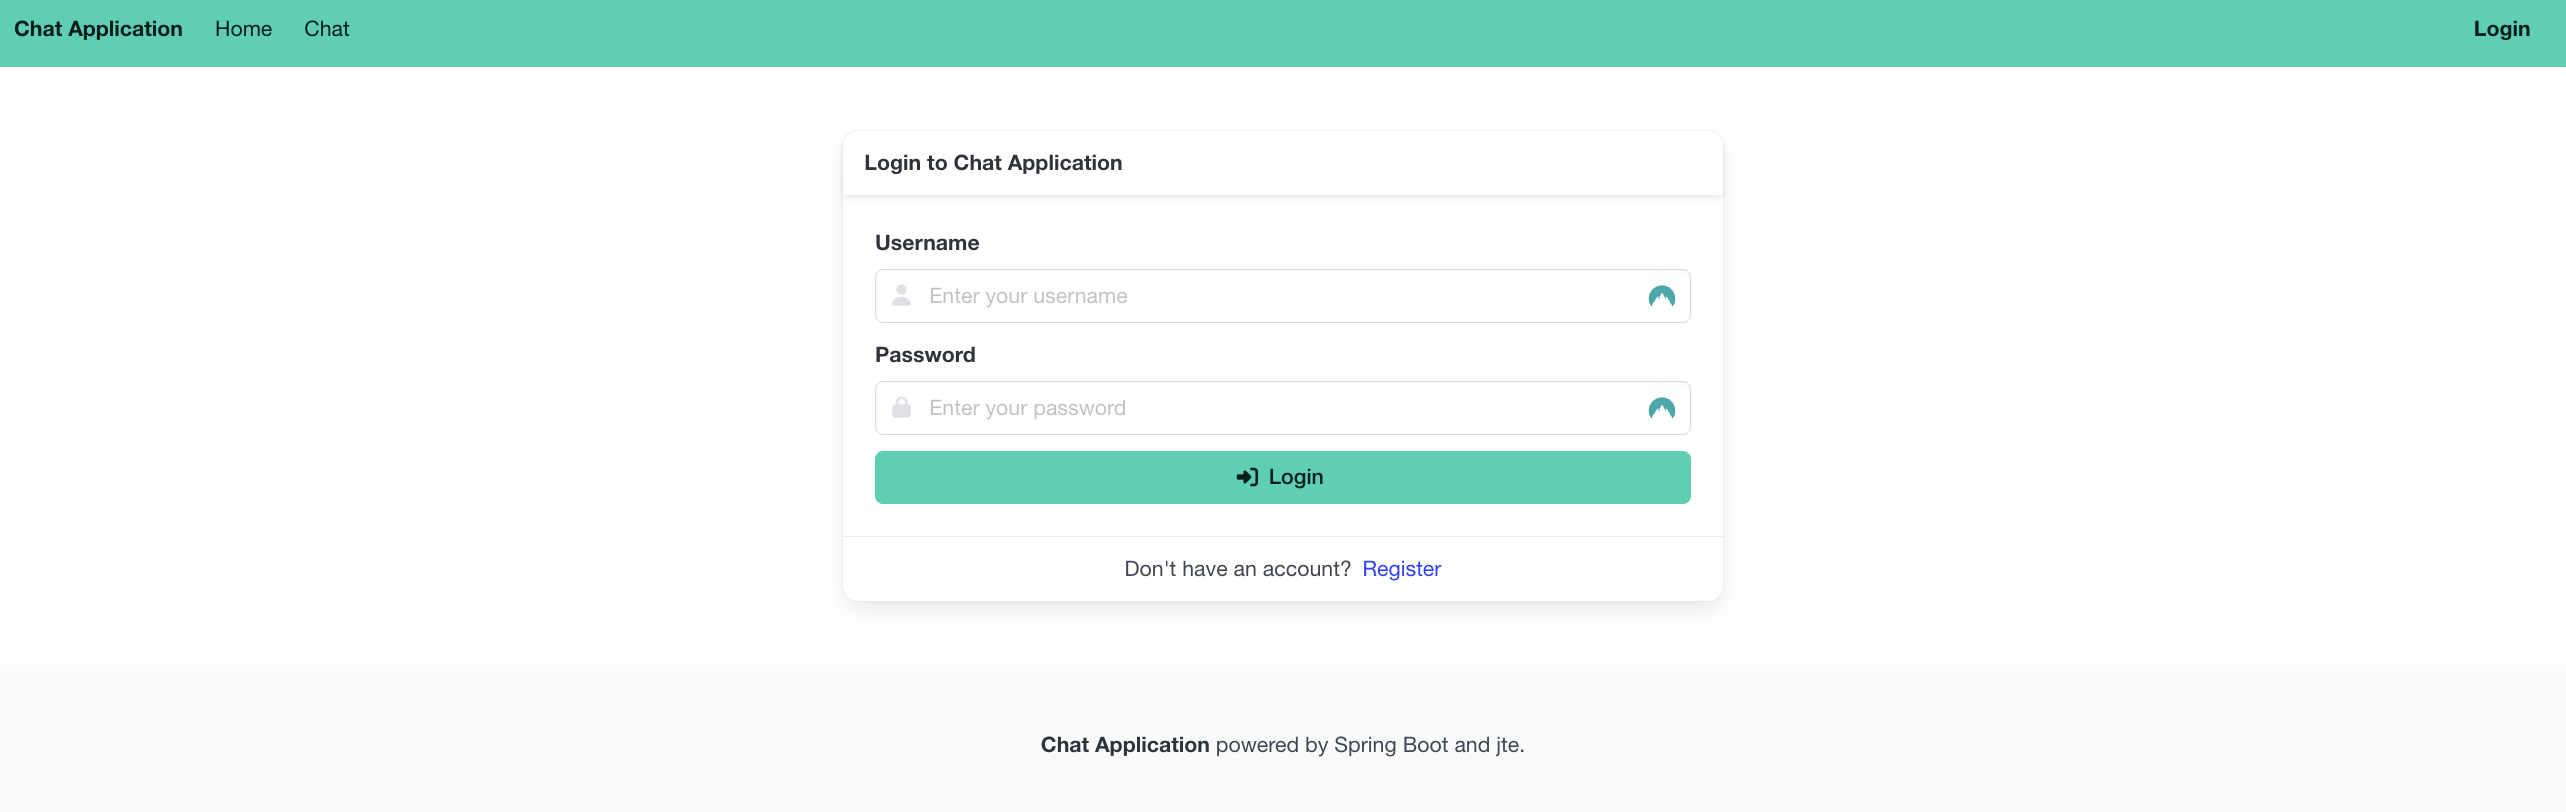 Chat Application Home Chat Login
Login to Chat Application
Username
Enter your username
Password
Enter your password
Login
Don't have an account? Register
Chat Application powered by Spring Boot and jte.